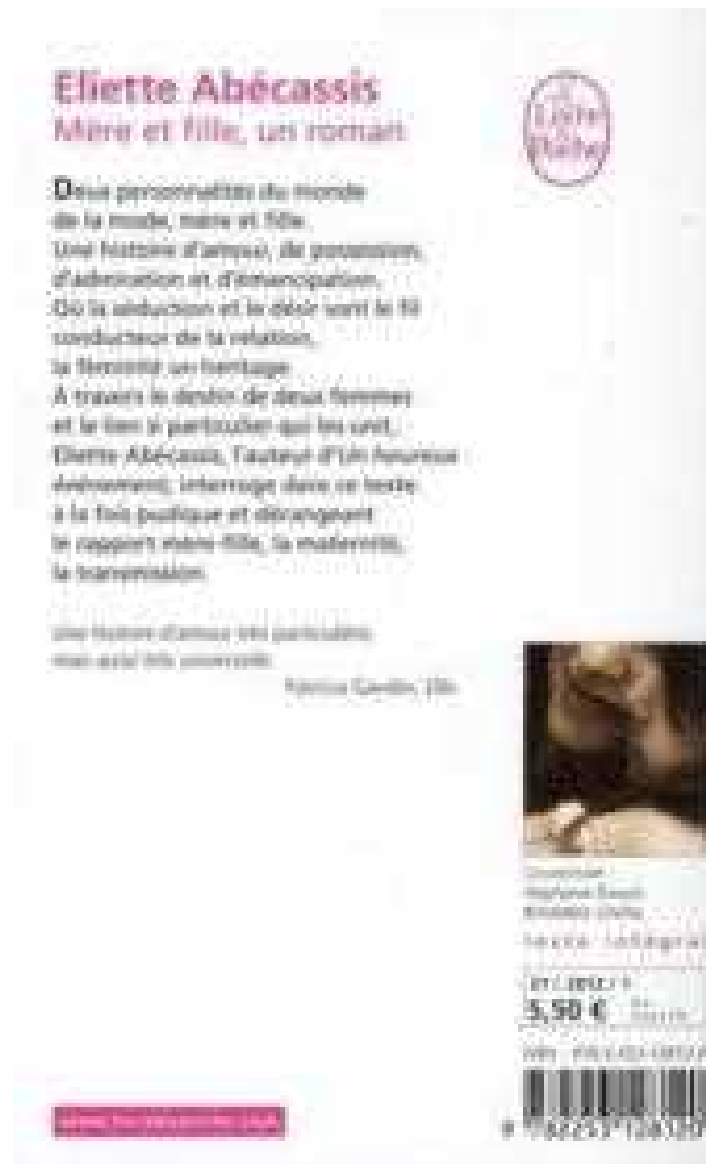 Eliette Abécassis
Mère et fille, un roman
Le
Livre
de
Poche
Deux personnalités du monde
de la mode, mère et fille.
Une histoire d'amour, de possession,
d'admiration et d'émancipation.
Où la séduction et le désir sont le fil
conducteur de la relation,
la féminité un héritage.
À travers le destin de deux femmes
et le lien si particulier qui les unit,
Eliette Abécassis, l'auteur d'Un heureux
événement, interroge dans ce texte
à la fois pudique et dérangeant
le rapport mère-fille, la maternité,
la transmission.
Une histoire d'amour très particulière,
mais aussi très universelle.
Couverture :
texte intégral
5,50 €